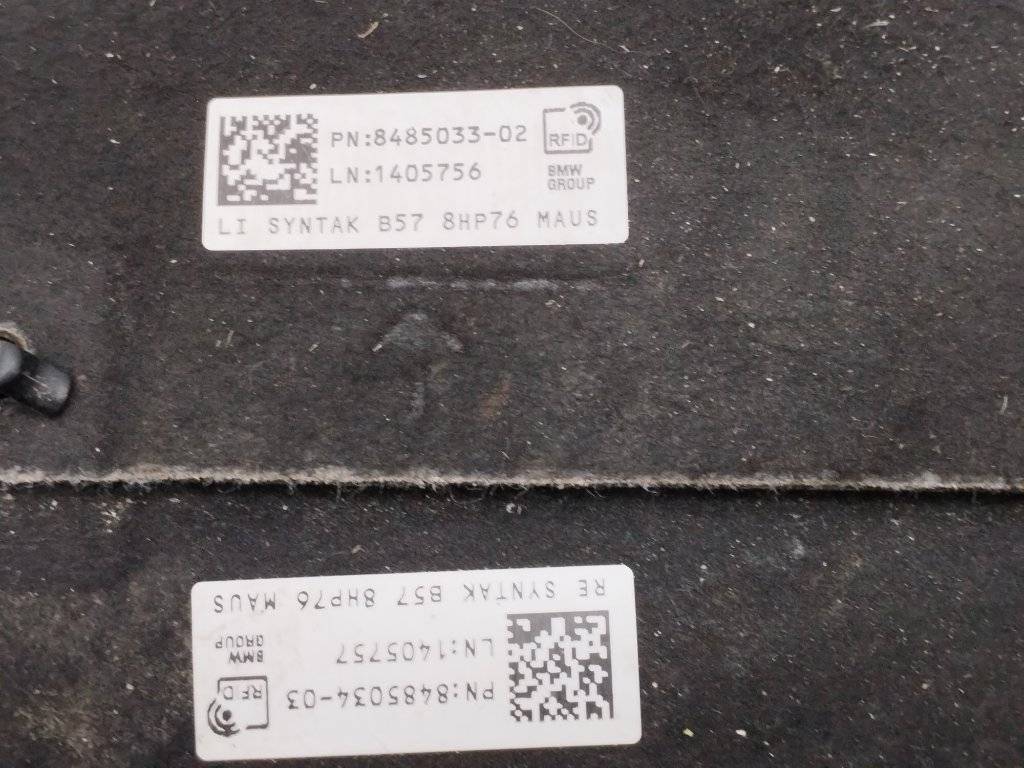 PN:8485033-02
RFID
LN:1405756
BMW
GROUP
LI SYNTAK B57 8HP76 MAUS
PN:8485034-03
RFID
LN:1405757
BMW
GROUP
RE SYNTAK B57 8HP76 MAUS